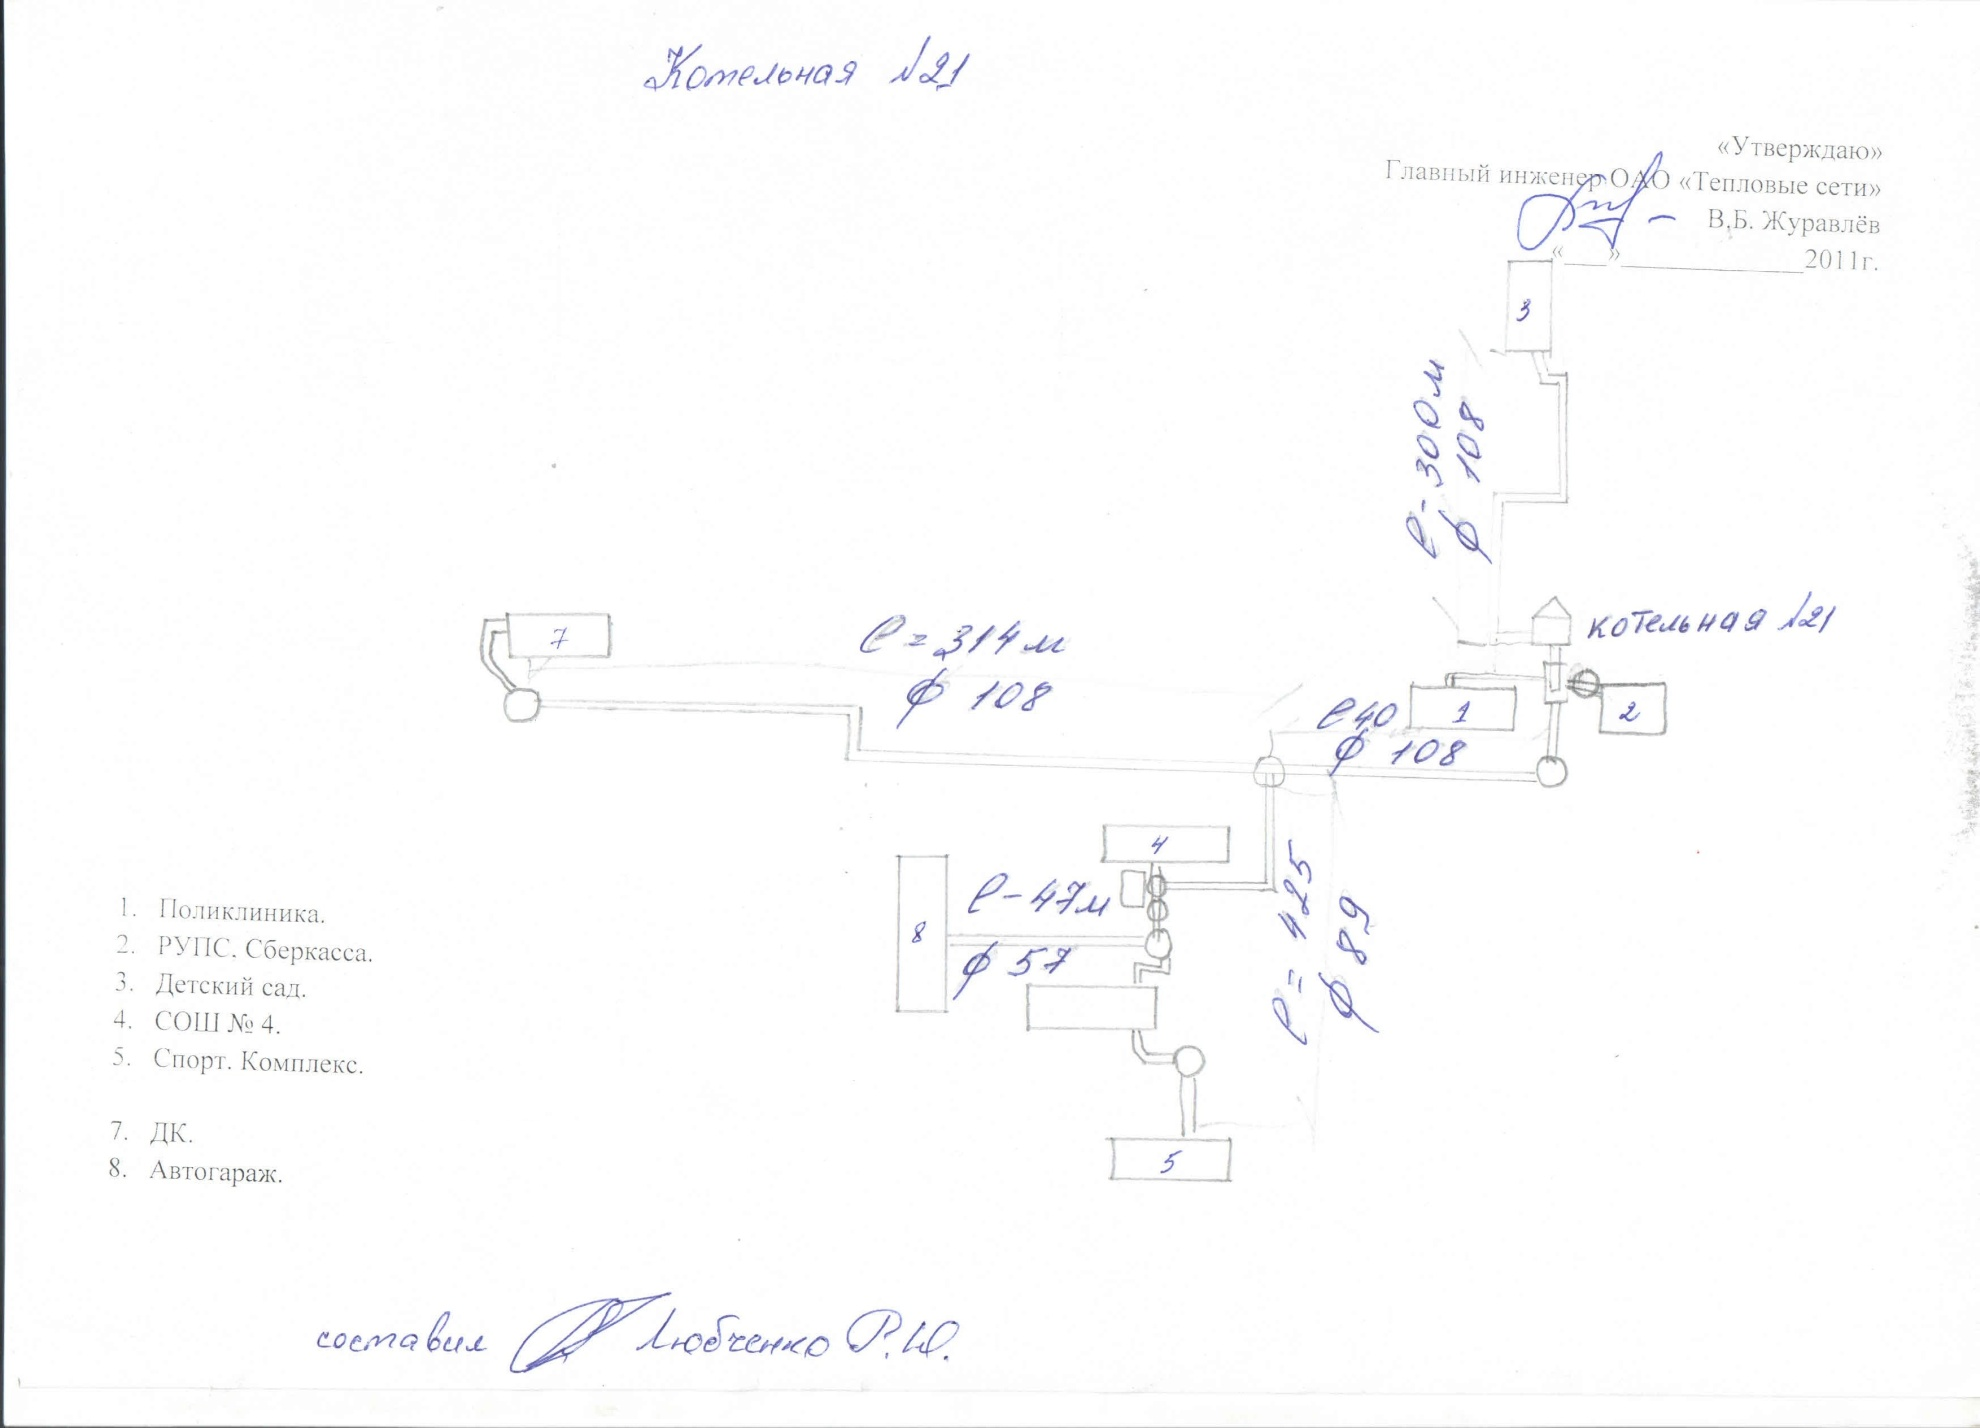 Котельная №21
«Утверждаю»
Главный инженер ОАО «Тепловые сети»
В.Б. Журавлёв
«___»_____________2011г.
3
ℓ-300м
ϕ 108
котельная №21
7
ℓ=314м
ϕ 108
1
2
ℓ40
ϕ 108
4
8
ℓ-47м
ϕ 57
ℓ=425
ϕ 89
5
1. Поликлиника.
2. РУПС. Сберкасса.
3. Детский сад.
4. СОШ № 4.
5. Спорт. Комплекс.
7. ДК.
8. Автогараж.
составил Любченко Р.Ю.